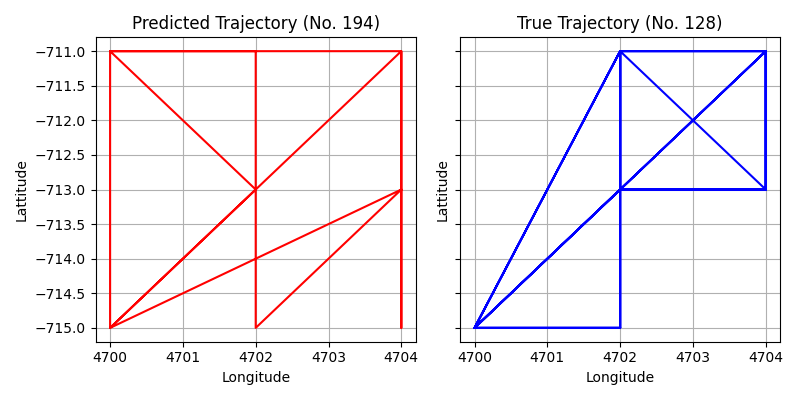 Predicted Trajectory (No. 194)
True Trajectory (No. 128)
Lattitude
−711.0
−711.5
−712.0
−712.5
−713.0
−713.5
−714.0
−714.5
−715.0
4700 4701 4702 4703 4704
Longitude
Lattitude
4700 4701 4702 4703 4704
Longitude